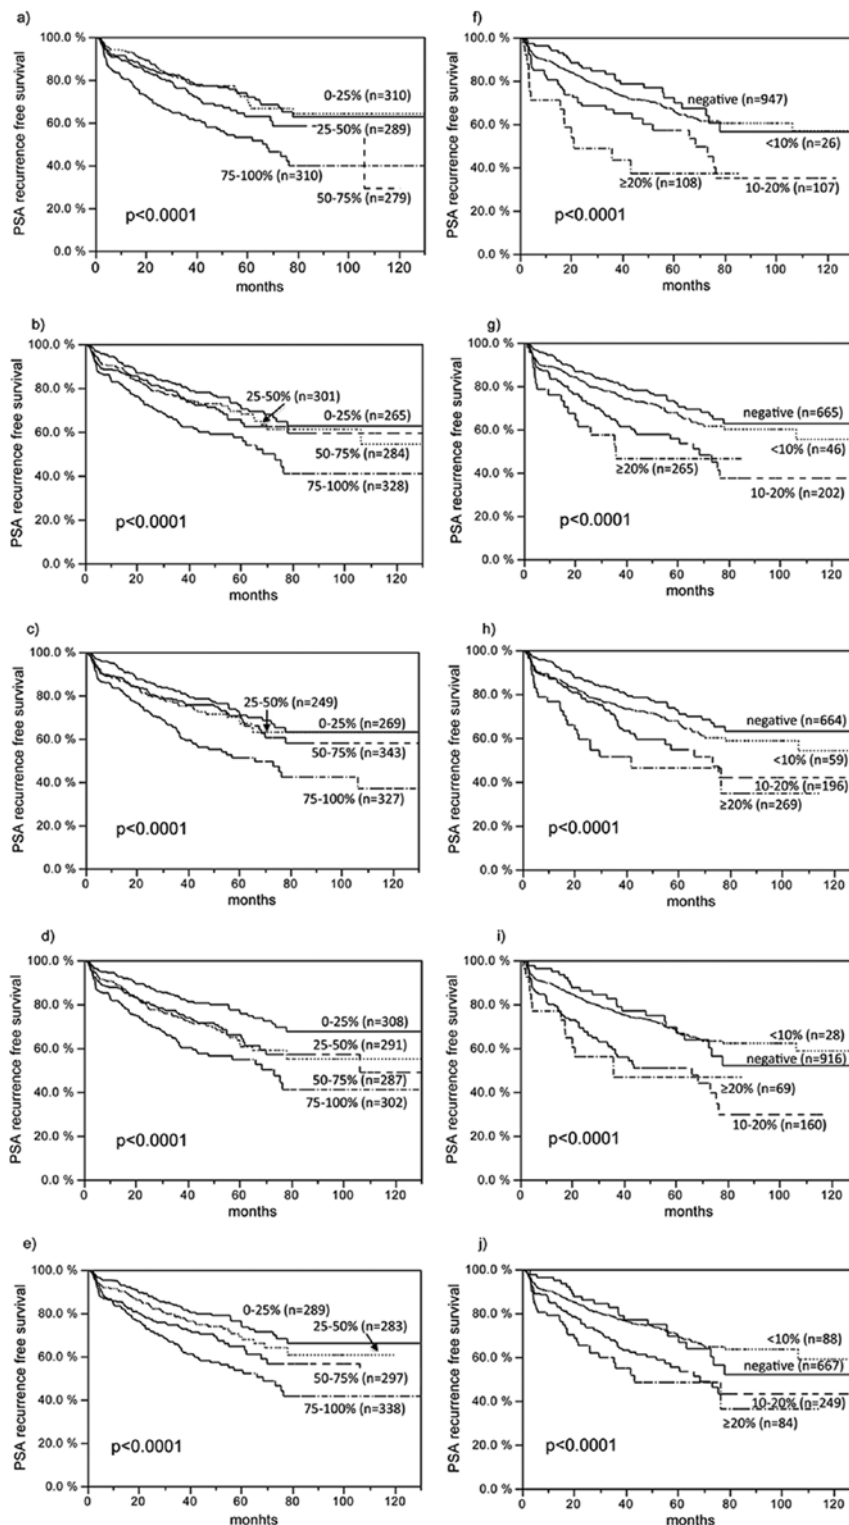 a)
PSA recurrence free survival
100.0 %
80.0 %
60.0 %
40.0 %
20.0 %
0.0 %
0-25% (n=310)
25-50% (n=289)
75-100% (n=310)
50-75% (n=279)
p<0.0001
0 20 40 60 80 100 120
months
f)
PSA recurrence free survival
100.0 %
80.0 %
60.0 %
40.0 %
20.0 %
0.0 %
negative (n=947)
<10% (n=26)
≥20% (n=108)
10-20% (n=107)
p<0.0001
0 20 40 60 80 100 120
months
b)
PSA recurrence free survival
100.0 %
80.0 %
60.0 %
40.0 %
20.0 %
0.0 %
25-50% (n=301)
0-25% (n=265)
50-75% (n=284)
75-100% (n=328)
p<0.0001
0 20 40 60 80 100 120
months
g)
PSA recurrence free survival
100.0 %
80.0 %
60.0 %
40.0 %
20.0 %
0.0 %
negative (n=665)
<10% (n=46)
≥20% (n=265)
10-20% (n=202)
p<0.0001
0 20 40 60 80 100 120
months
c)
PSA recurrence free survival
100.0 %
80.0 %
60.0 %
40.0 %
20.0 %
0.0 %
25-50% (n=249)
0-25% (n=269)
50-75% (n=343)
75-100% (n=327)
p<0.0001
0 20 40 60 80 100 120
months
h)
PSA recurrence free survival
100.0 %
80.0 %
60.0 %
40.0 %
20.0 %
0.0 %
negative (n=664)
<10% (n=59)
10-20% (n=196)
≥20% (n=269)
p<0.0001
0 20 40 60 80 100 120
months
d)
PSA recurrence free survival
100.0 %
80.0 %
60.0 %
40.0 %
20.0 %
0.0 %
0-25% (n=308)
25-50% (n=291)
50-75% (n=287)
75-100% (n=302)
p<0.0001
0 20 40 60 80 100 120
months
i)
PSA recurrence free survival
100.0 %
80.0 %
60.0 %
40.0 %
20.0 %
0.0 %
<10% (n=28)
negative (n=916)
≥20% (n=69)
10-20% (n=160)
p<0.0001
0 20 40 60 80 100 120
months
e)
PSA recurrence free survival
100.0 %
80.0 %
60.0 %
40.0 %
20.0 %
0.0 %
0-25% (n=289)
25-50% (n=283)
50-75% (n=297)
75-100% (n=338)
p<0.0001
0 20 40 60 80 100 120
months
j)
PSA recurrence free survival
100.0 %
80.0 %
60.0 %
40.0 %
20.0 %
0.0 %
<10% (n=88)
negative (n=667)
10-20% (n=249)
≥20% (n=84)
p<0.0001
0 20 40 60 80 100 120
months